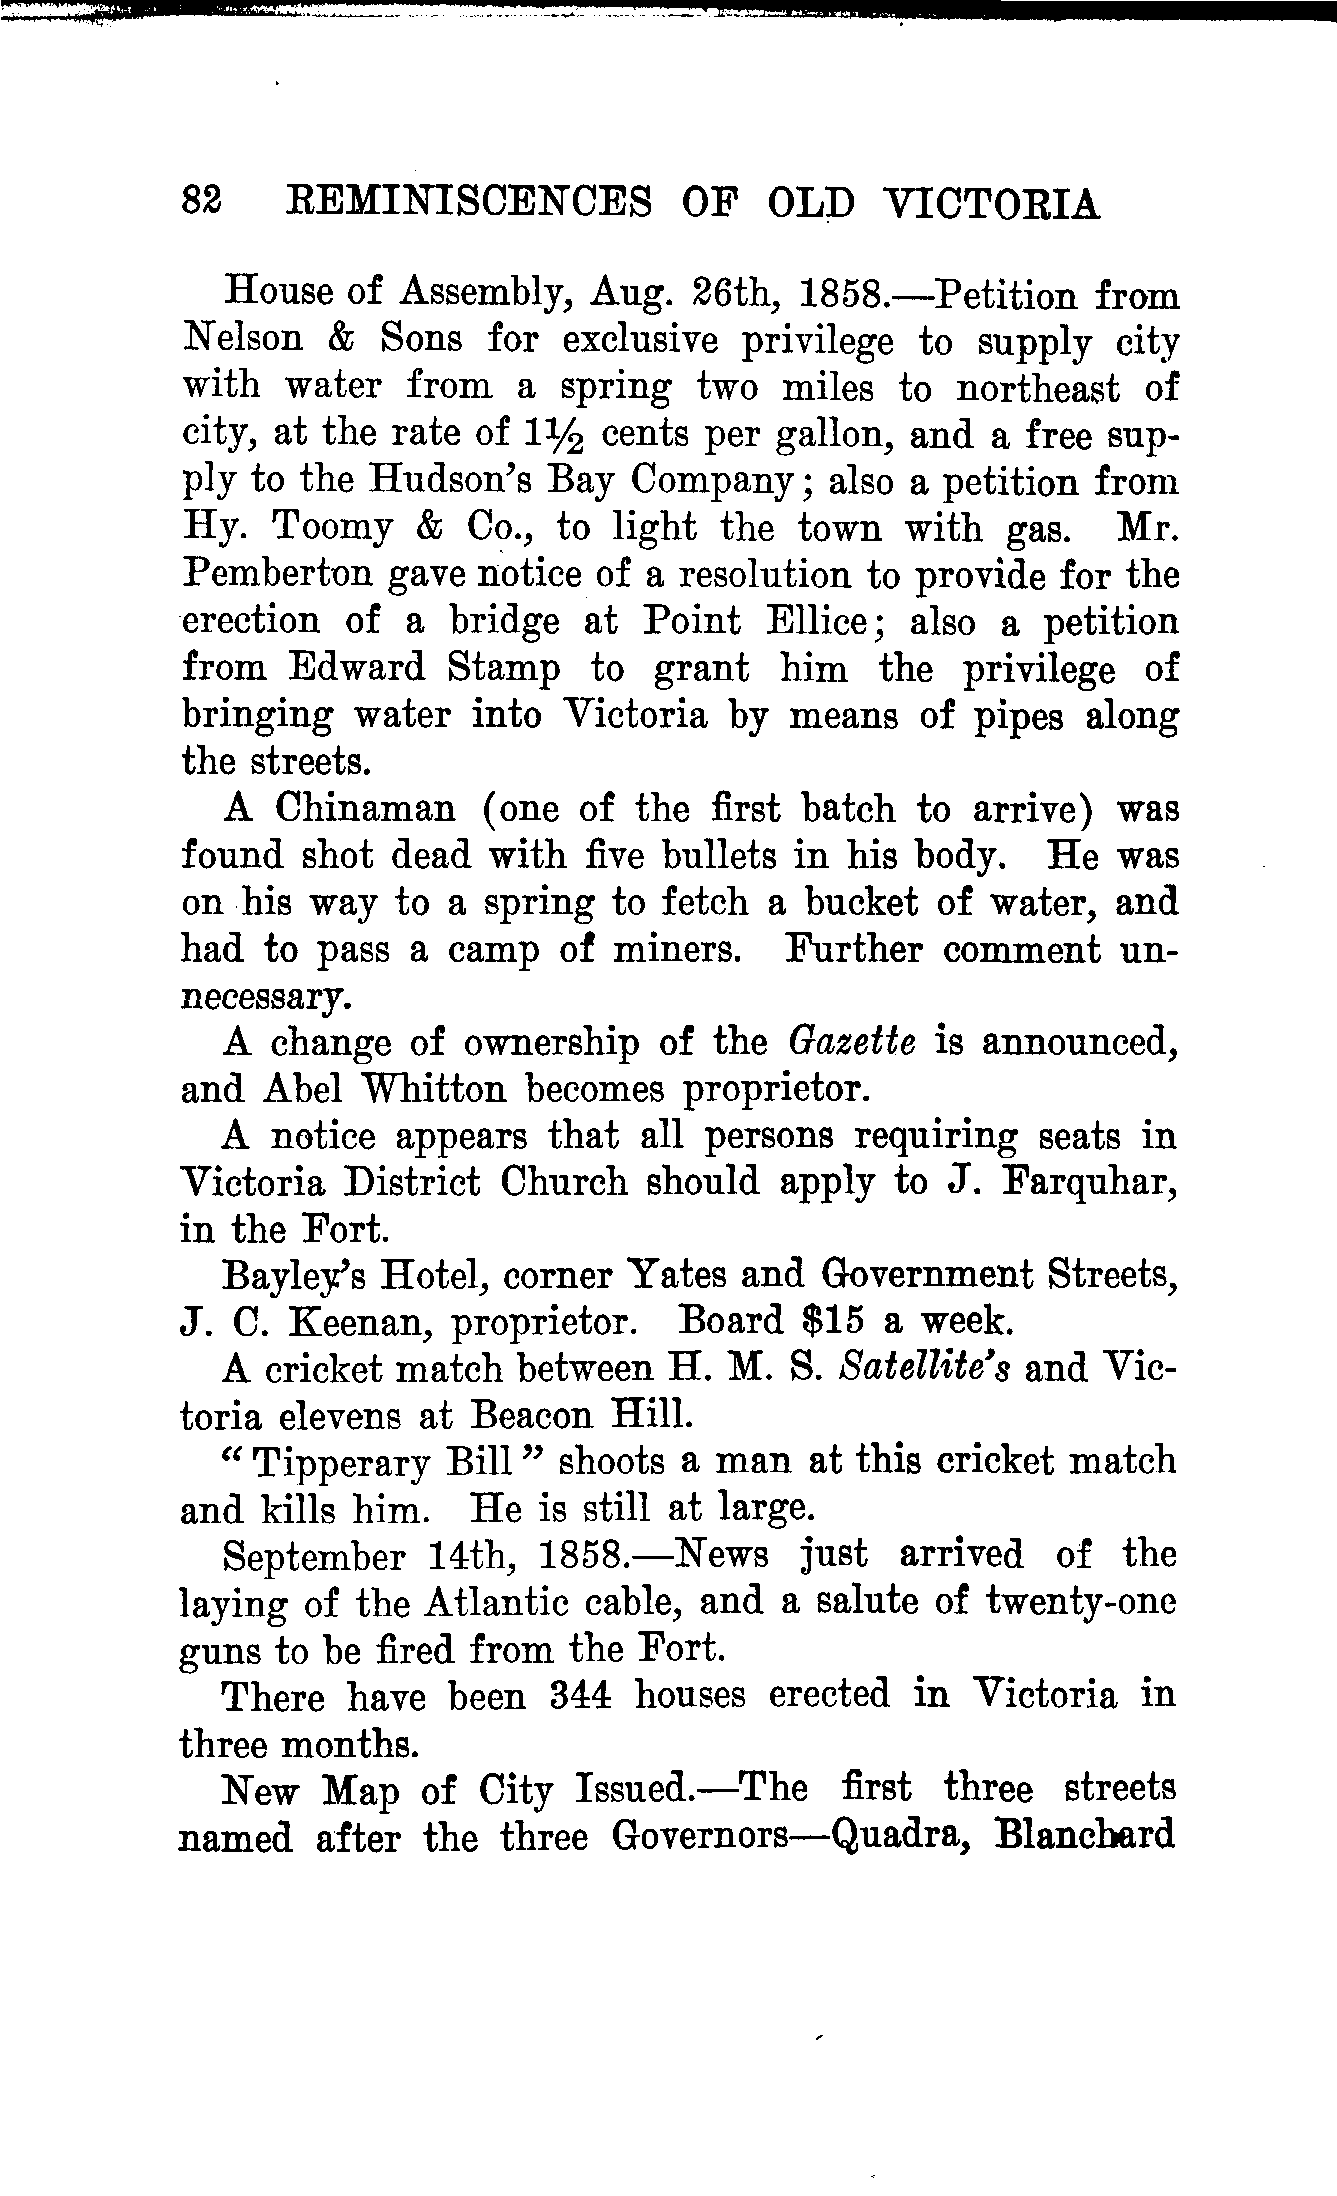 82 REMINISCENCES OF OLD VICTORIA
House of Assembly, Aug. 26th, 1858.—Petition from
Nelson & Sons for exclusive privilege to supply city
with water from a spring two miles to northeast of
city, at the rate of 1½ cents per gallon, and a free sup-
ply to the Hudson's Bay Company; also a petition from
Hy. Toomy & Co., to light the town with gas. Mr.
Pemberton gave notice of a resolution to provide for the
erection of a bridge at Point Ellice; also a petition
from Edward Stamp to grant him the privilege of
bringing water into Victoria by means of pipes along
the streets.
A Chinaman (one of the first batch to arrive) was
found shot dead with five bullets in his body. He was
on his way to a spring to fetch a bucket of water, and
had to pass a camp of miners. Further comment un-
necessary.
A change of ownership of the Gazette is announced,
and Abel Whitton becomes proprietor.
A notice appears that all persons requiring seats in
Victoria District Church should apply to J. Farquhar,
in the Fort.
Bayley's Hotel, corner Yates and Government Streets,
J. C. Keenan, proprietor. Board $15 a week.
A cricket match between H. M. S. Satellite's and Vic-
toria elevens at Beacon Hill.
"Tipperary Bill" shoots a man at this cricket match
and kills him. He is still at large.
September 14th, 1858.—News just arrived of the
laying of the Atlantic cable, and a salute of twenty-one
guns to be fired from the Fort.
There have been 344 houses erected in Victoria in
three months.
New Map of City Issued.—The first three streets
named after the three Governors—Quadra, Blanchard